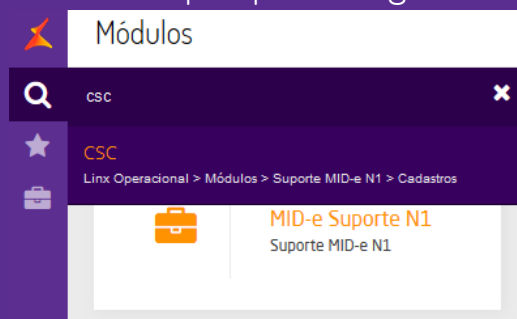 Módulos
csc
CSC
Linx Operacional > Módulos > Suporte MID-e N1 > Cadastros
MID-e Suporte N1
Suporte MID-e N1